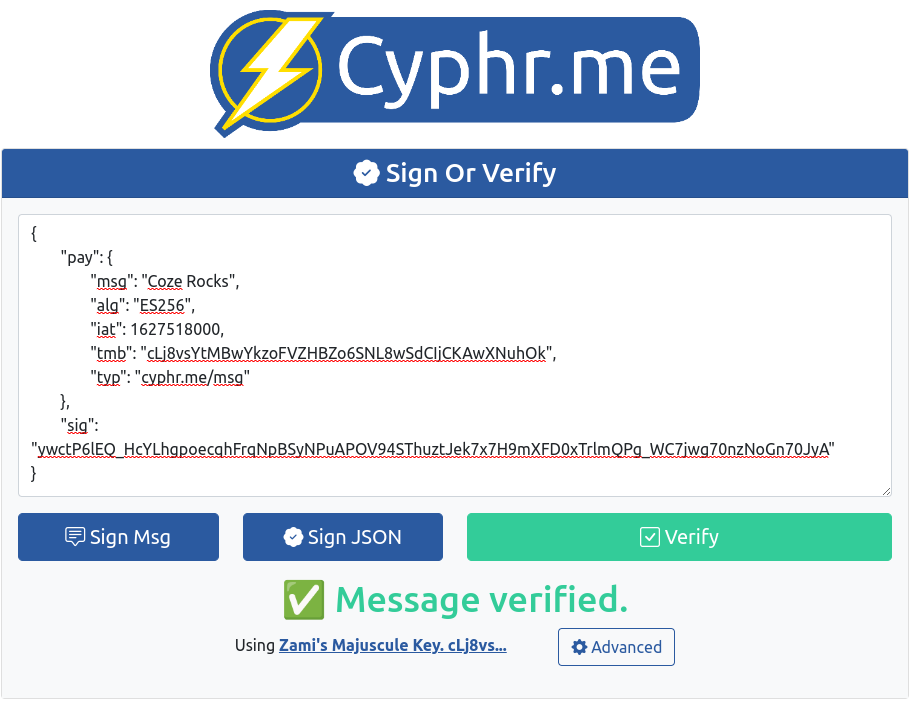 Cyphr.me
Sign Or Verify
{
"pay": {
"msg": "Coze Rocks",
"alg": "ES256",
"iat": 1627518000,
"tmb": "cLj8vsYtMBwYkzoFVZHBZo6SNL8wSdCIjCKAwXNuhOk",
"typ": "cyphr.me/msg"
},
"sig":
"ywctP6lEQ_HcYLhgpoecqhFrqNpBSyNPuAPOV94SThuztJek7x7H9mXFD0xTrlmQPg_WC7jwg70nzNoGn70JyA"
}
Sign Msg Sign JSON Verify
✅ Message verified.
Using Zami's Majuscule Key. cLj8vs... Advanced